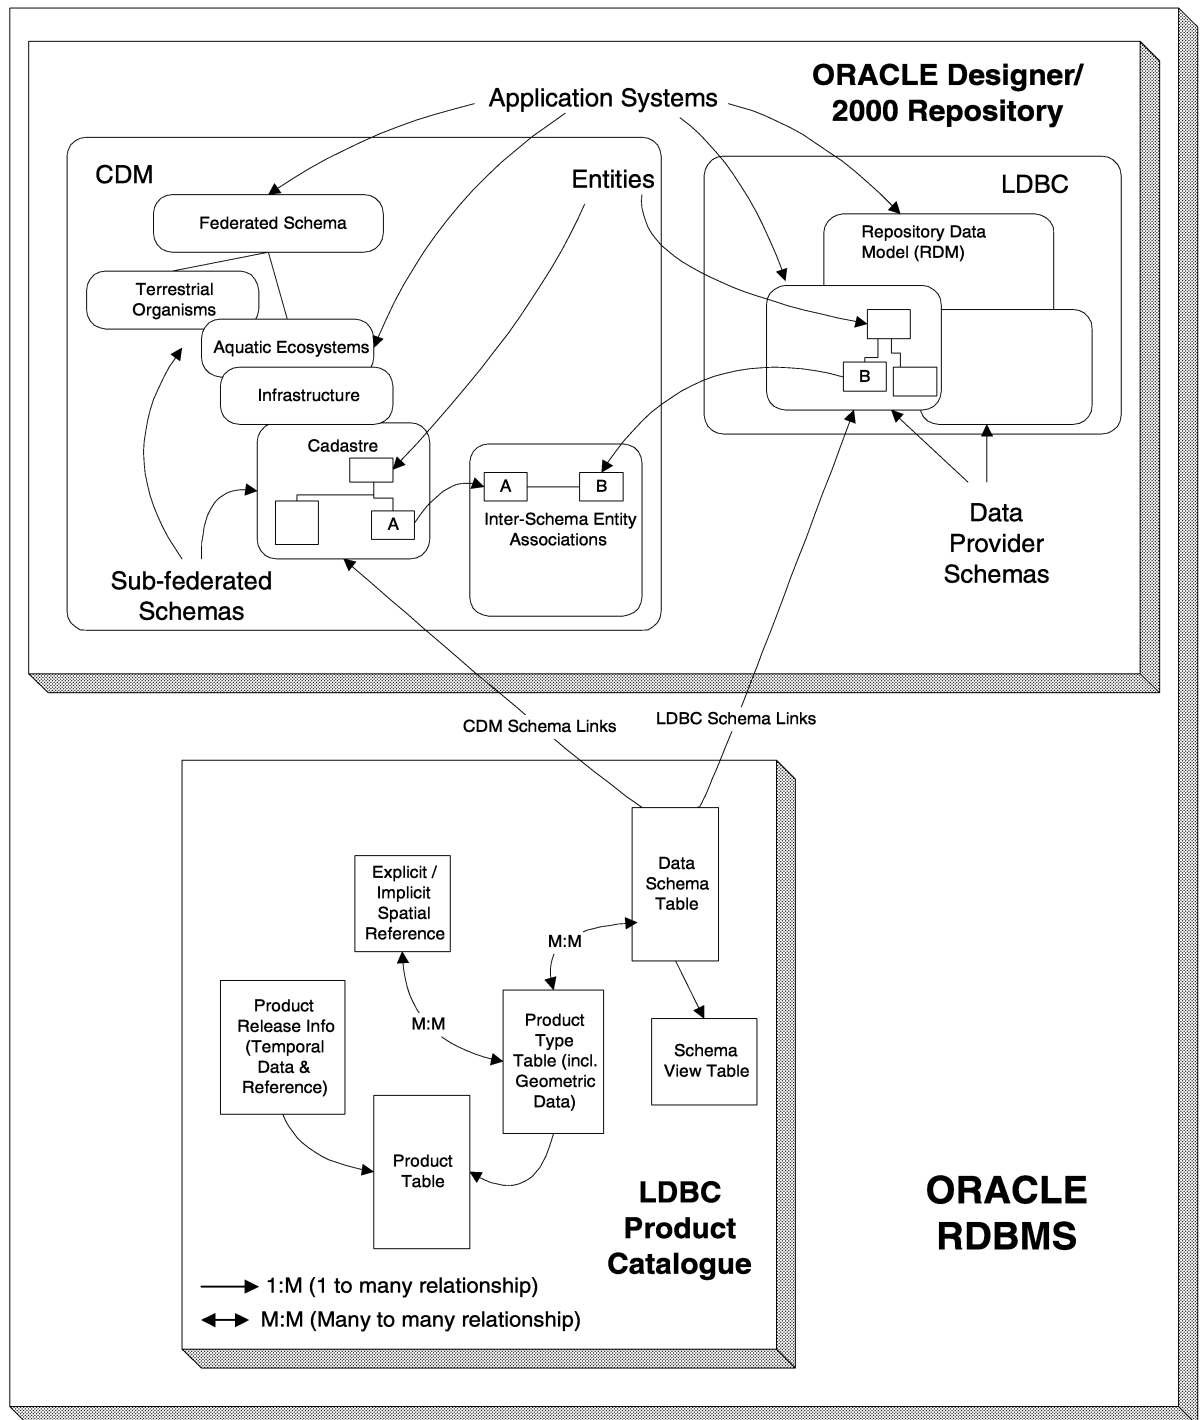 ORACLE Designer/
2000 Repository
Application Systems
CDM
Entities
LDBC
Federated Schema
Repository Data
Model (RDM)
Terrestrial
Organisms
Aquatic Ecosystems
Infrastructure
B
Cadastre
A
A
B
Inter-Schema Entity
Associations
Data
Provider
Schemas
Sub-federated
Schemas
CDM Schema Links
LDBC Schema Links
Data
Schema
Table
Explicit /
Implicit
Spatial
Reference
M:M
M:M
Product
Release Info
(Temporal
Data &
Reference)
Product
Type
Table (incl.
Geometric
Data)
Schema
View Table
Product
Table
LDBC
Product
Catalogue
ORACLE
RDBMS
1:M (1 to many relationship)
M:M (Many to many relationship)